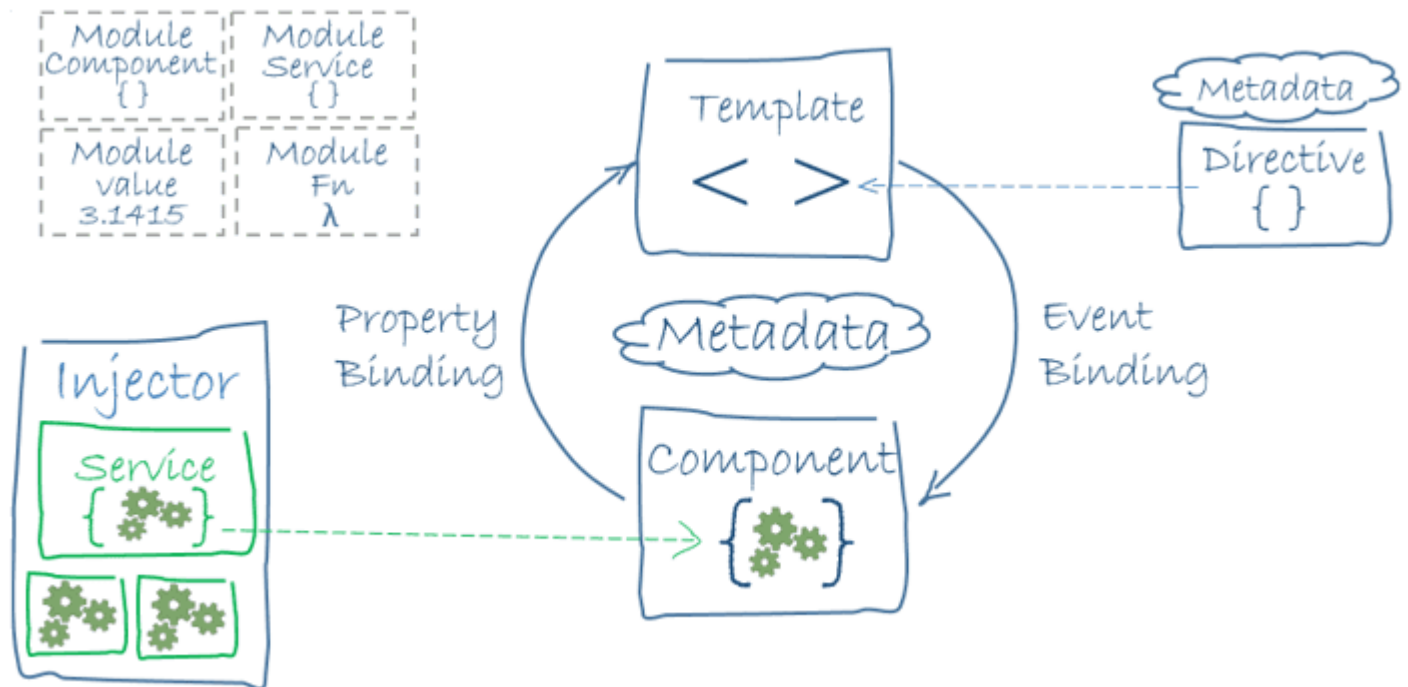 Module
Component
{ }
Module
Service
{ }
Module
value
3.1415
Module
Fn
λ
Template
< >
Metadata
Directive
{ }
Property
Binding
Metadata
Event
Binding
Injector
Service
{ }
Component
{ }